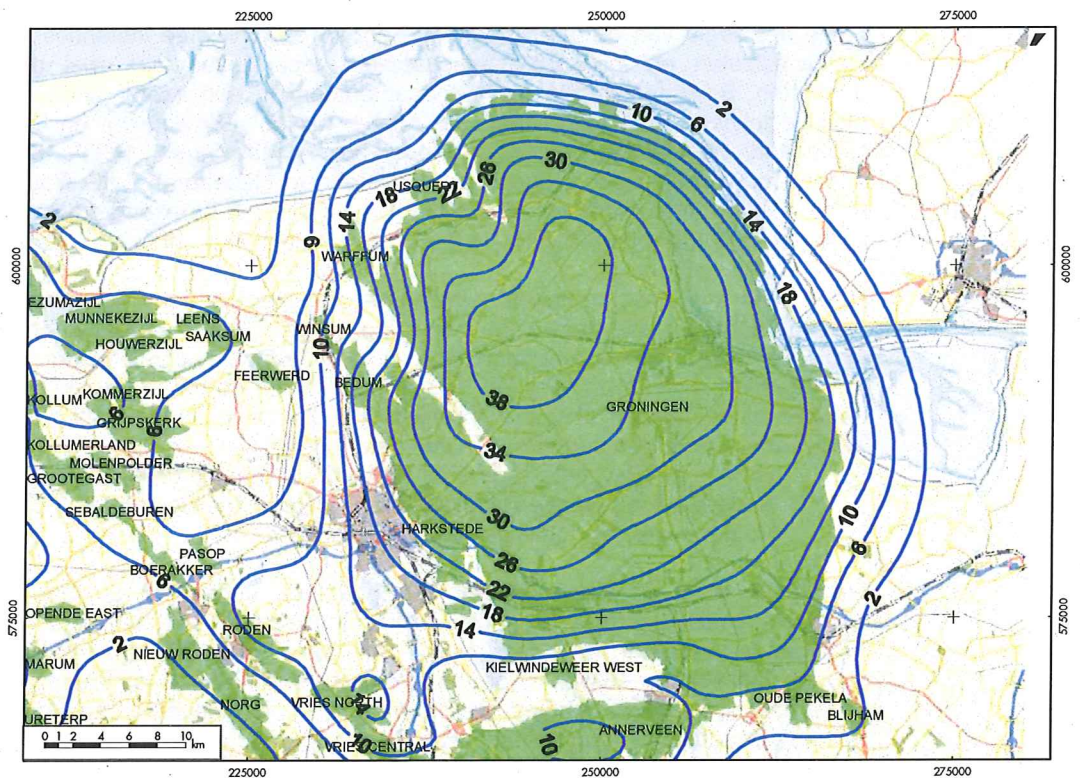 225000 250000 275000
2
10 6
30
28
USQUERT 22
18
2 14 14
9
WARFFUM
600000 600000
18
EZUMAZIJL
MUNNEKEZIJL LEENS
WINSUM
SAAKSUM
HOUWERZIJL 10
FEERWERD BEDUM
KOMMERZIJL
KOLLUM 38
6 GRONINGEN
GRIJPSKERK
6
KOLLUMERLAND
34
MOLENPOLDER
GROOTEGAST
SEBALDEBUREN 30 10
HARKSTEDE
PASOP 6
BOERAKKER 26
6
22 2
OPENDE EAST 18
575000 575000
RODEN 14
2
NIEUW RODEN
MARUM KIELWINDEWEER WEST
NORG VRIES NORTH 14 OUDE PEKELA
URETERP BLIJHAM
ANNERVEEN
0 1 2 4 6 8 10 km
10 10
VRIES CENTRAL
225000 250000 275000